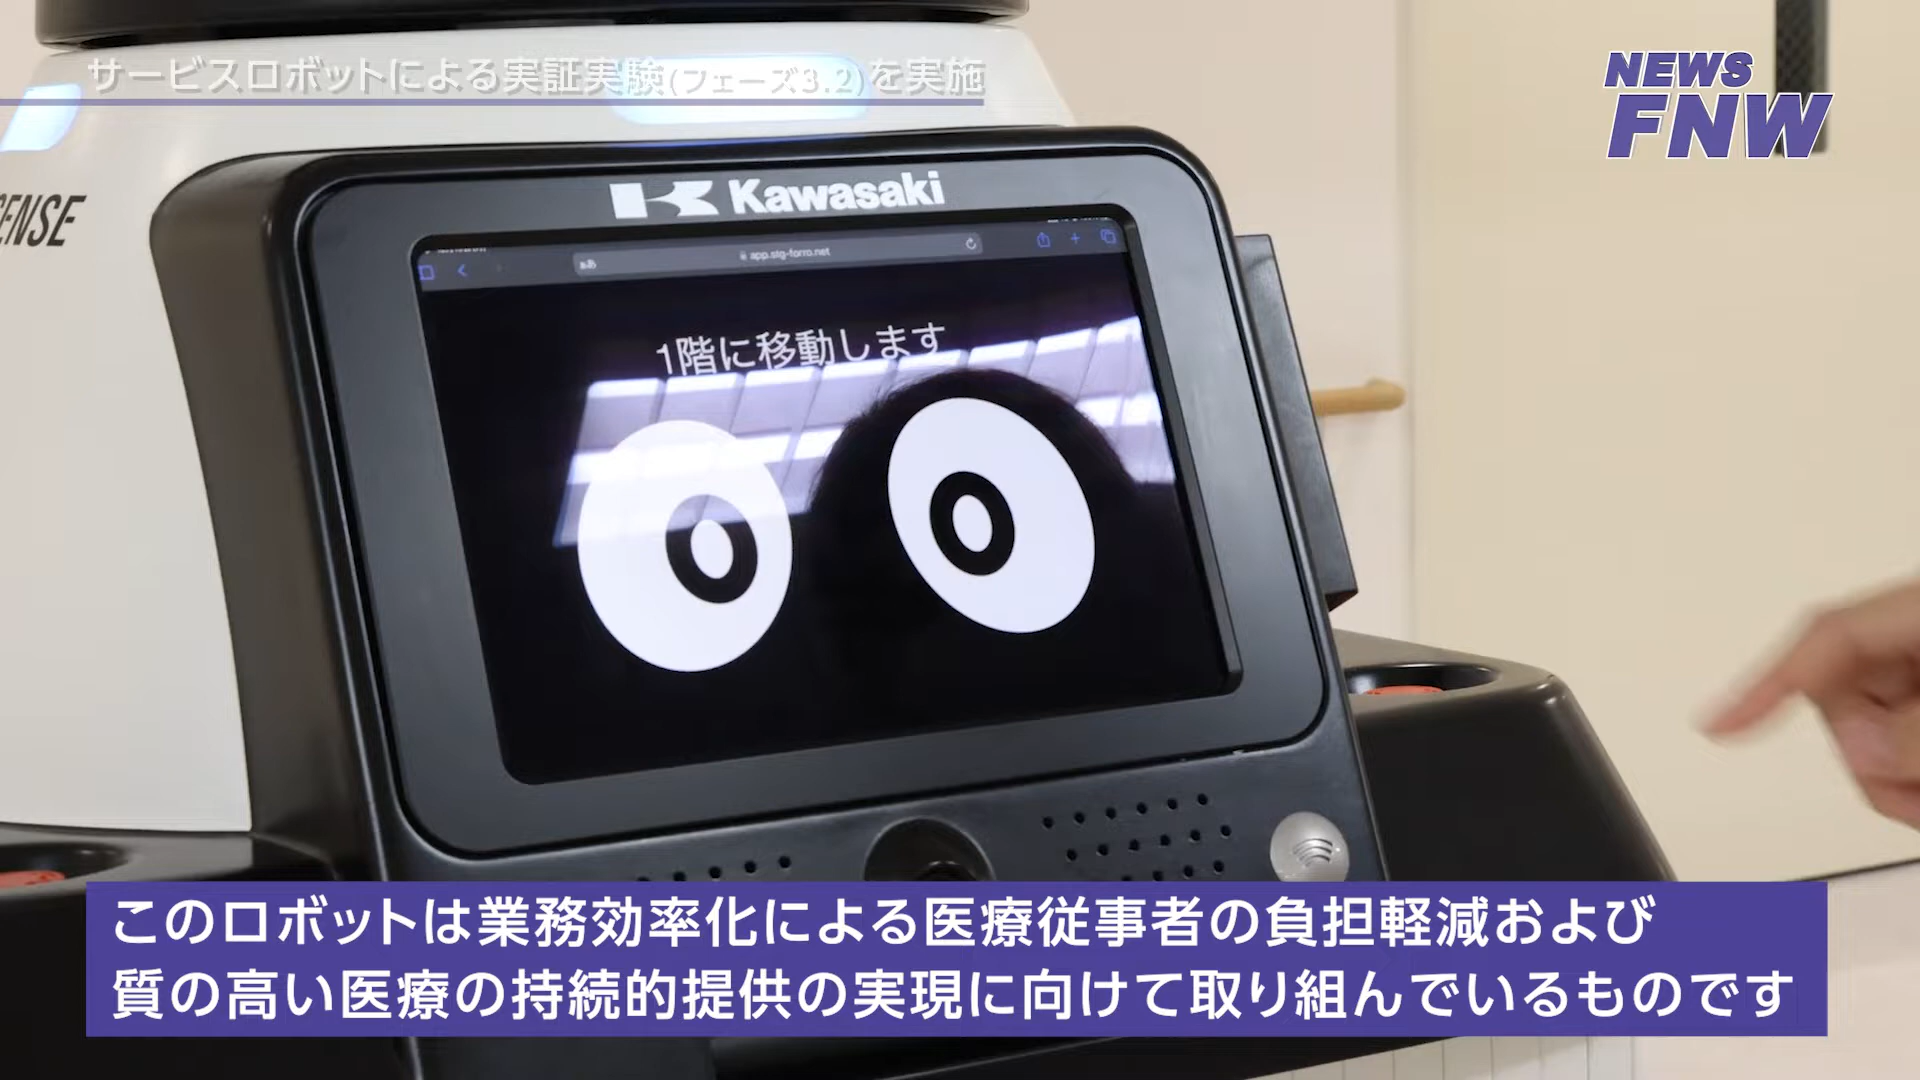 サービスロボットによる実証実験(フェーズ3.2)を実施
NEWS
FNW
ENSE
Kawasaki
ぁあ
app.stg-forro.net
1階に移動します
このロボットは業務効率化による医療従事者の負担軽減および
質の高い医療の持続的提供の実現に向けて取り組んでいるものです